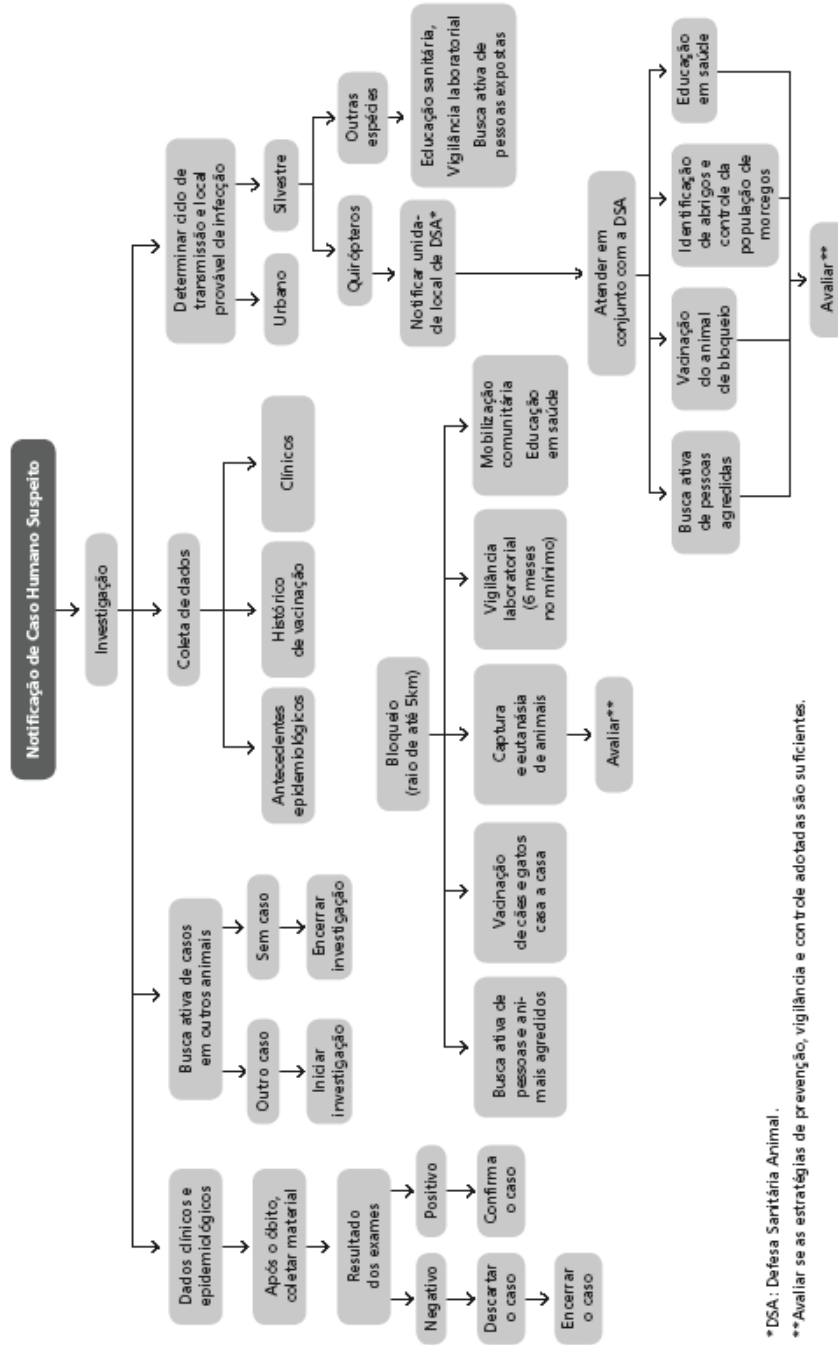 Notificação de Caso Humano Suspeito
Investigação
Dados clínicos e
epidemiológicos
Após o óbito,
coletar material
Resultado
dos exames
Negativo
Positivo
Descartar
o caso
Confirma
o caso
Encerrar
o caso
Busca ativa de casos
em outros animais
Outro caso
Sem caso
Iniciar
investigação
Encerrar
investigação
Coleta de dados
Antecedentes
epidemiológicos
Histórico
de vacinação
Clínicos
Determinar ciclo de
transmissão e local
provável de infecção
Urbano
Silvestre
Quirópteros
Outras
espécies
Notificar unida-
de local de DSA*
Educação sanitária,
Vigilância laboratorial
Busca ativa de
pessoas expostas
Bloqueio
(raio de até 5km)
Busca ativa de
pessoas e ani-
mais agredidos
Vacinação
de cães e gatos
casa a casa
Captura
e eutanásia
de animais
Vigilância
laboratorial
(6 meses
no mínimo)
Mobilização
comunitária
Educação
em saúde
Avaliar**
Atender em
conjunto com a DSA
Busca ativa
de pessoas
agredidas
Vacinação
do animal
de bloqueio
Identificação
de abrigos e
controle da
população de
morcegos
Educação
em saúde
Avaliar**
*DSA: Defesa Sanitária Animal.
**Avaliar se as estratégias de prevenção, vigilância e controle adotadas são suficientes.